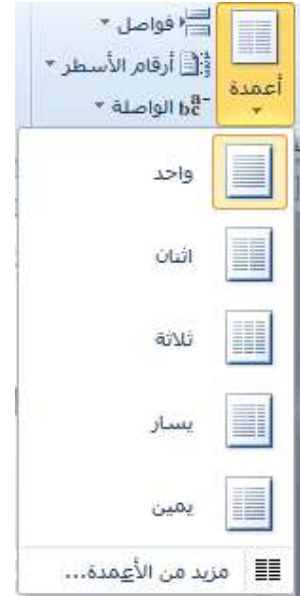 فواصل
أرقام الأسطر
الواصلة
أعمدة
واحد
اثنان
ثلاثة
يسار
يمين
مزيد من الأعمدة...